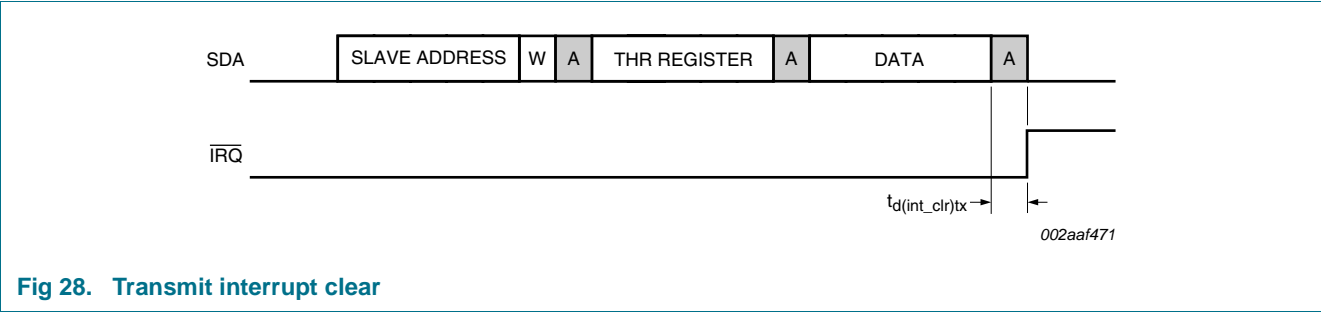 SDA SLAVE ADDRESS W A THR REGISTER A DATA A
IRQ
td(int_clr)tx
002aaf471
Fig 28. Transmit interrupt clear